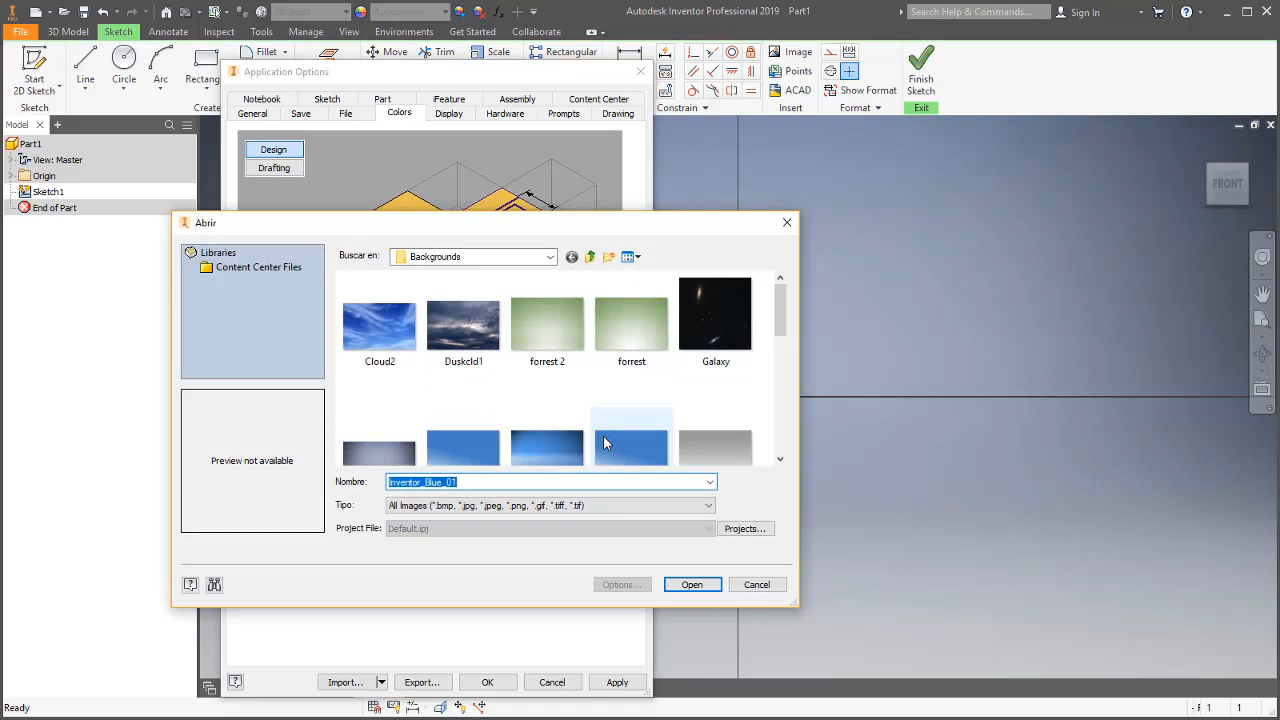 Material
Appearance
Autodesk Inventor Professional 2019   Part1
Search Help & Commands...
Sign In
File
3D Model
Sketch
Annotate
Inspect
Tools
Manage
View
Environments
Get Started
Collaborate
Start
2D Sketch
Line
Circle
Arc
Rectang
Fillet
Move
Trim
Scale
Rectangular
Image
Points
ACAD
Show Format
Finish
Sketch
Sketch
Create
Constrain
Insert
Format
Exit
Model
Part1
View: Master
Origin
Sketch1
End of Part
Application Options
Notebook
Sketch
Part
iFeature
Assembly
Content Center
General
Save
File
Colors
Display
Hardware
Prompts
Drawing
Design
Drafting
FRONT
Abrir
Libraries
Content Center Files
Buscar en:
Backgrounds
Cloud2
Duskcld1
forrest 2
forrest
Galaxy
Preview not available
Nombre:
Inventor_Blue_01
Tipo:
All Images (*.bmp, *.jpg, *.jpeg, *.png, *.gif, *.tiff, *.tif)
Project File:
Default.ipj
Projects...
Options...
Open
Cancel
Import...
Export...
OK
Cancel
Apply
Ready
1
1